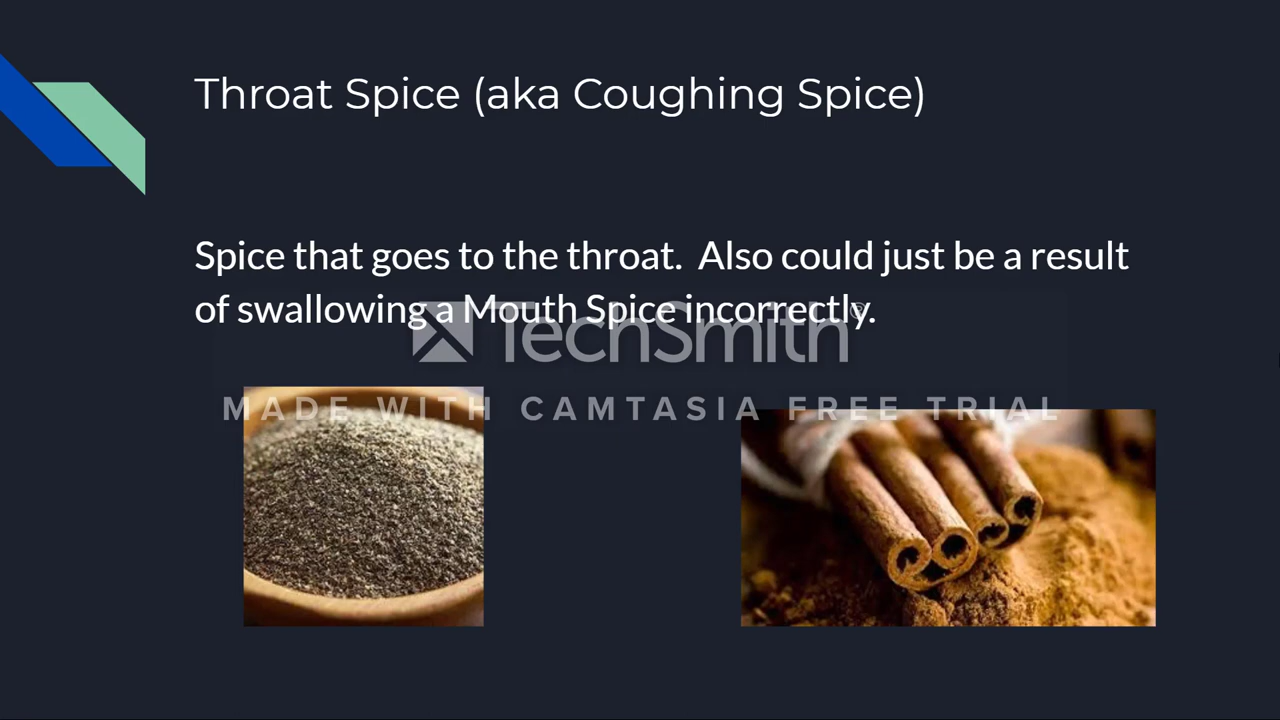 Throat Spice (aka Coughing Spice)
Spice that goes to the throat.  Also could just be a result
of swallowing a Mouth Spice incorrectly.
TechSmith®
MADE WITH CAMTASIA FREE TRIAL